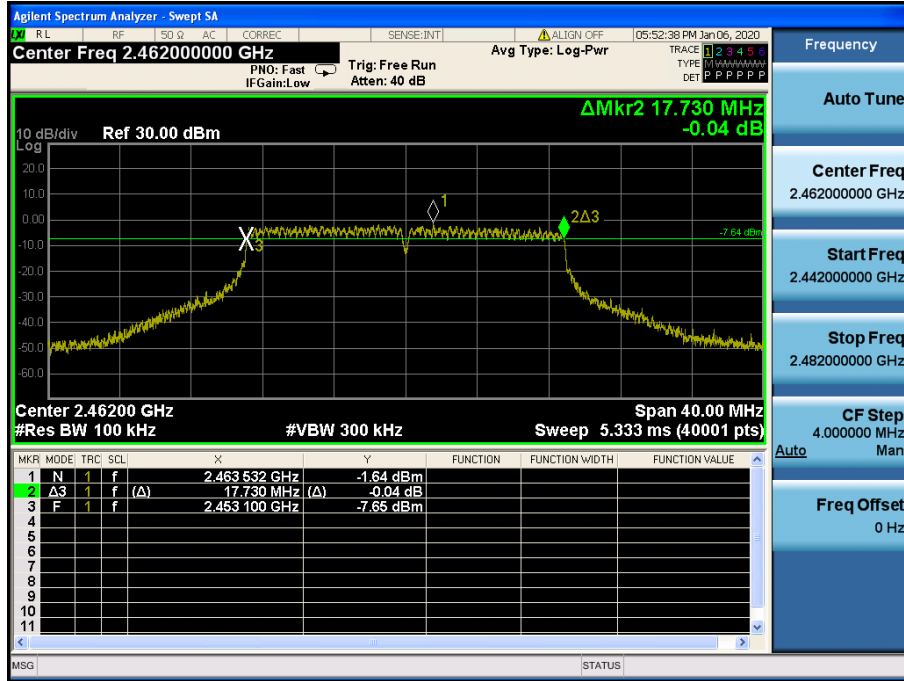 Agilent Spectrum Analyzer - Swept SA
LXI RL RF 50 Ω AC CORREC SENSE:INT ALIGN OFF 05:52:38 PM Jan 06, 2020
Center Freq 2.462000000 GHz
PNO: Fast
IFGain:Low
Trig: Free Run
Atten: 40 dB
Avg Type: Log-Pwr
TRACE 1 2 3 4 5 6
TYPE M WWWWW
DET P P P P P P
Frequency
Auto Tune
Center Freq
2.462000000 GHz
Start Freq
2.442000000 GHz
Stop Freq
2.482000000 GHz
CF Step
4.000000 MHz
Auto Man
Freq Offset
0 Hz
ΔMkr2 17.730 MHz
-0.04 dB
10 dB/div Ref 30.00 dBm
Log
20.0
10.0
0.00
-10.0
-20.0
-30.0
-40.0
-50.0
-60.0
1
2Δ3
3
-7.64 dBm
Center 2.46200 GHz Span 40.00 MHz
#Res BW 100 kHz #VBW 300 kHz Sweep 5.333 ms (40001 pts)
MKR MODE TRC SCL X Y FUNCTION FUNCTION WIDTH FUNCTION VALUE
1 N 1 f 2.463 532 GHz -1.64 dBm
2 Δ3 1 f (Δ) 17.730 MHz (Δ) -0.04 dB
3 F 1 f 2.453 100 GHz -7.65 dBm
4
5
6
7
8
9
10
11
MSG STATUS